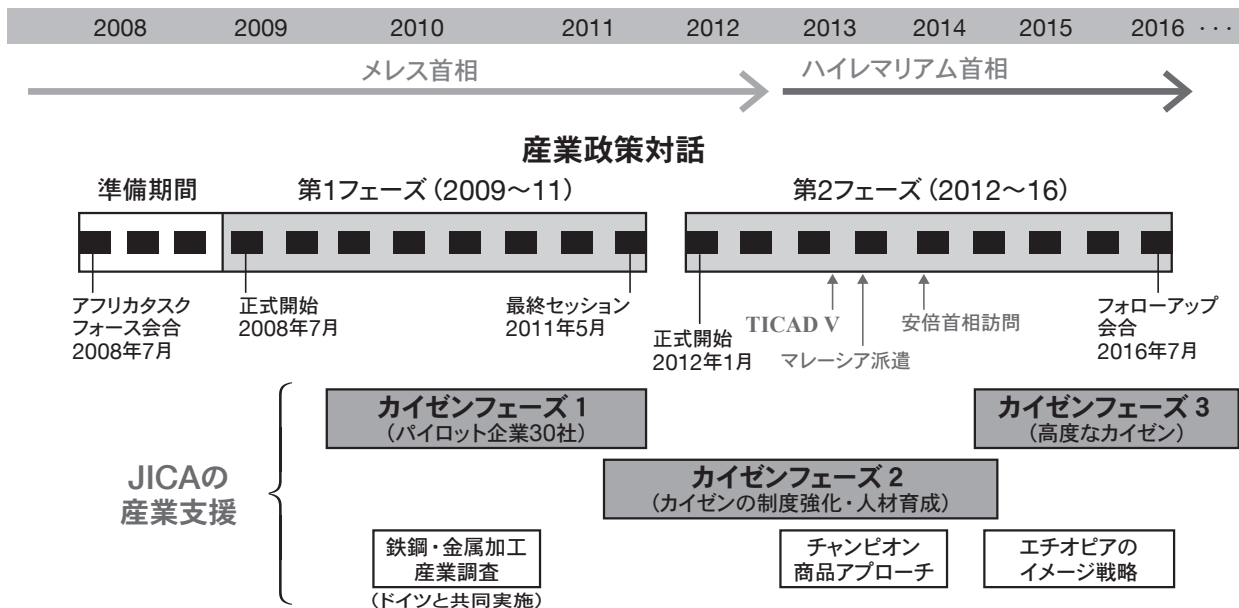 2008 2009 2010 2011 2012 2013 2014 2015 2016 ···
メレス首相 ハイレマリアム首相
産業政策対話
準備期間 第1フェーズ（2009～11） 第2フェーズ（2012～16）
アフリカタスク
フォース会合
2008年7月
正式開始
2008年7月
最終セッション
2011年5月
正式開始
2012年1月
TICAD V
マレーシア派遣
安倍首相訪問
フォローアップ
会合
2016年7月
JICAの
産業支援
カイゼンフェーズ 1
（パイロット企業30社）
カイゼンフェーズ 2
（カイゼンの制度強化・人材育成）
カイゼンフェーズ 3
（高度なカイゼン）
鉄鋼・金属加工
産業調査
（ドイツと共同実施）
チャンピオン
商品アプローチ
エチオピアの
イメージ戦略